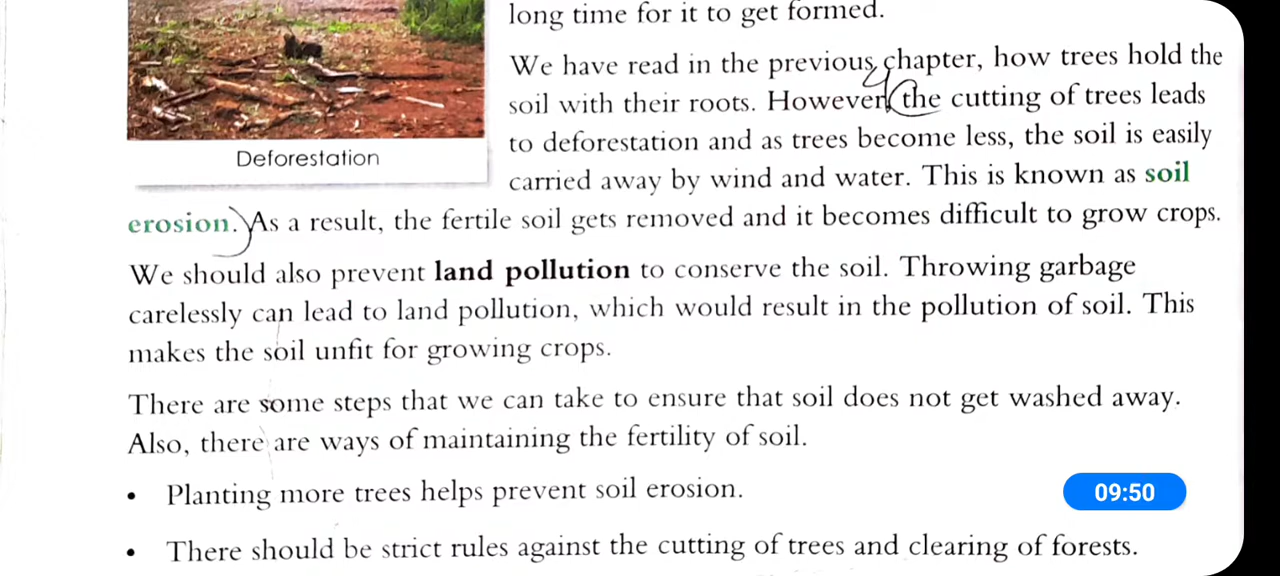 long time for it to get formed.
We have read in the previous chapter, how trees hold the
soil with their roots. However, the cutting of trees leads
to deforestation and as trees become less, the soil is easily
carried away by wind and water. This is known as soil
erosion. As a result, the fertile soil gets removed and it becomes difficult to grow crops.
Deforestation
We should also prevent land pollution to conserve the soil. Throwing garbage
carelessly can lead to land pollution, which would result in the pollution of soil. This
makes the soil unfit for growing crops.
There are some steps that we can take to ensure that soil does not get washed away.
Also, there are ways of maintaining the fertility of soil.
• Planting more trees helps prevent soil erosion.
09:50
• There should be strict rules against the cutting of trees and clearing of forests.